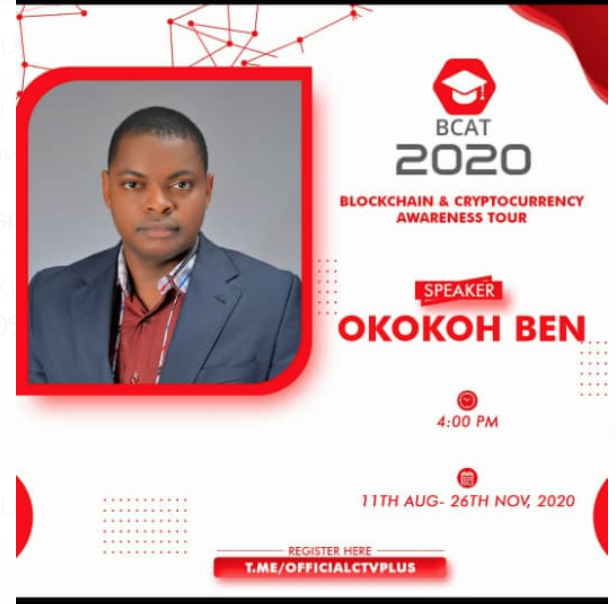 BCAT
2020
BLOCKCHAIN & CRYPTOCURRENCY
AWARENESS TOUR
SPEAKER
OKOKOH BEN
4:00 PM
11TH AUG- 26TH NOV, 2020
REGISTER HERE
T.ME/OFFICIALCTVPLUS